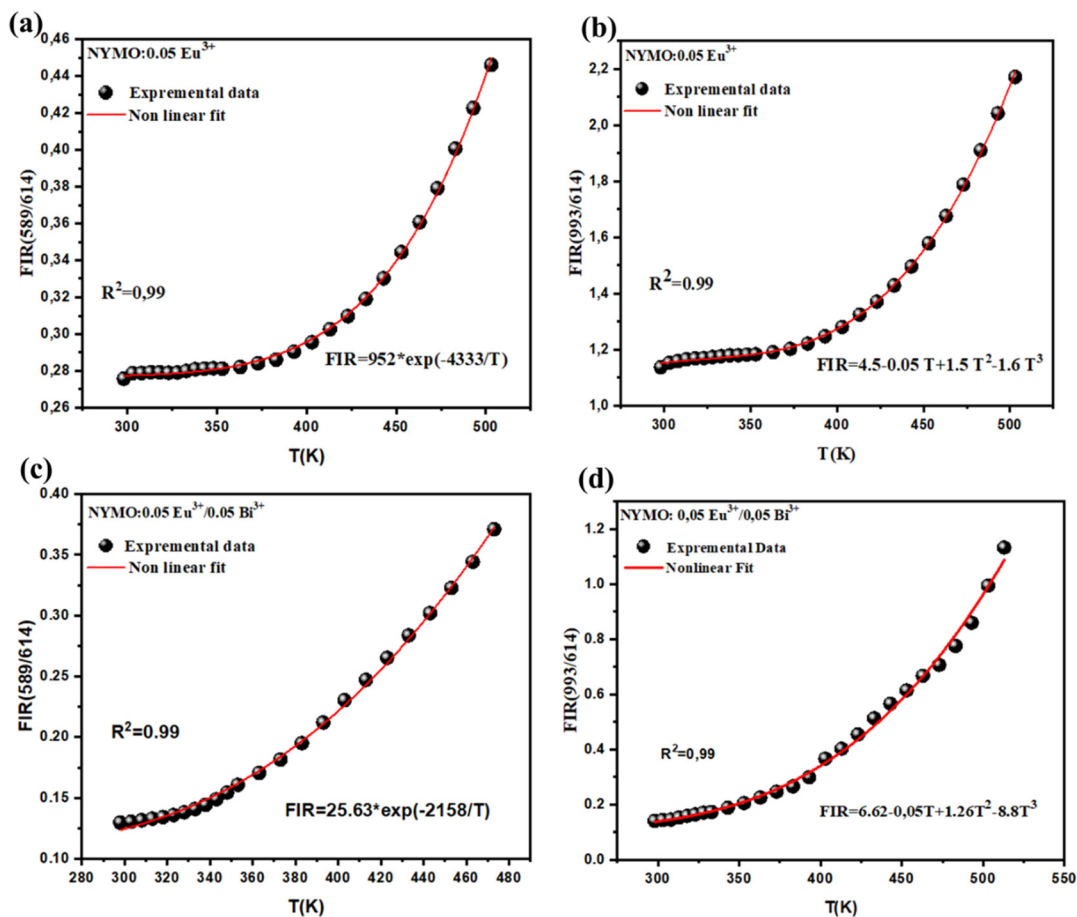 (a)
0,46
0,44
0,42
0,40
0,38
0,36
0,34
0,32
0,30
0,28
0,26
FIR(589/614)
NYMO:0.05 Eu³⁺
Expremental data
Non linear fit
R²=0,99
FIR=952*exp(-4333/T)
300 350 400 450 500
T(K)
(b)
2,2
2,0
1,8
1,6
1,4
1,2
1,0
FIR(993/614)
NYMO:0.05 Eu³⁺
Expremental data
Non linear fit
R²=0.99
FIR=4.5-0.05 T+1.5 T²-1.6 T³
300 350 400 450 500
T(K)
(c)
0.40
0.35
0.30
0.25
0.20
0.15
0.10
FIR(589/614)
NYMO:0.05 Eu³⁺/0.05 Bi³⁺
Expremental data
Non linear fit
R²=0.99
FIR=25.63*exp(-2158/T)
280 300 320 340 360 380 400 420 440 460 480
T(K)
(d)
1.2
1.0
0.8
0.6
0.4
0.2
0.0
FIR(993/614)
NYMO: 0,05 Eu³⁺/0,05 Bi³⁺
Expremental Data
Nonlinear Fit
R²=0,99
FIR=6.62-0,05T+1.26T²-8.8T³
300 350 400 450 500 550
T(K)